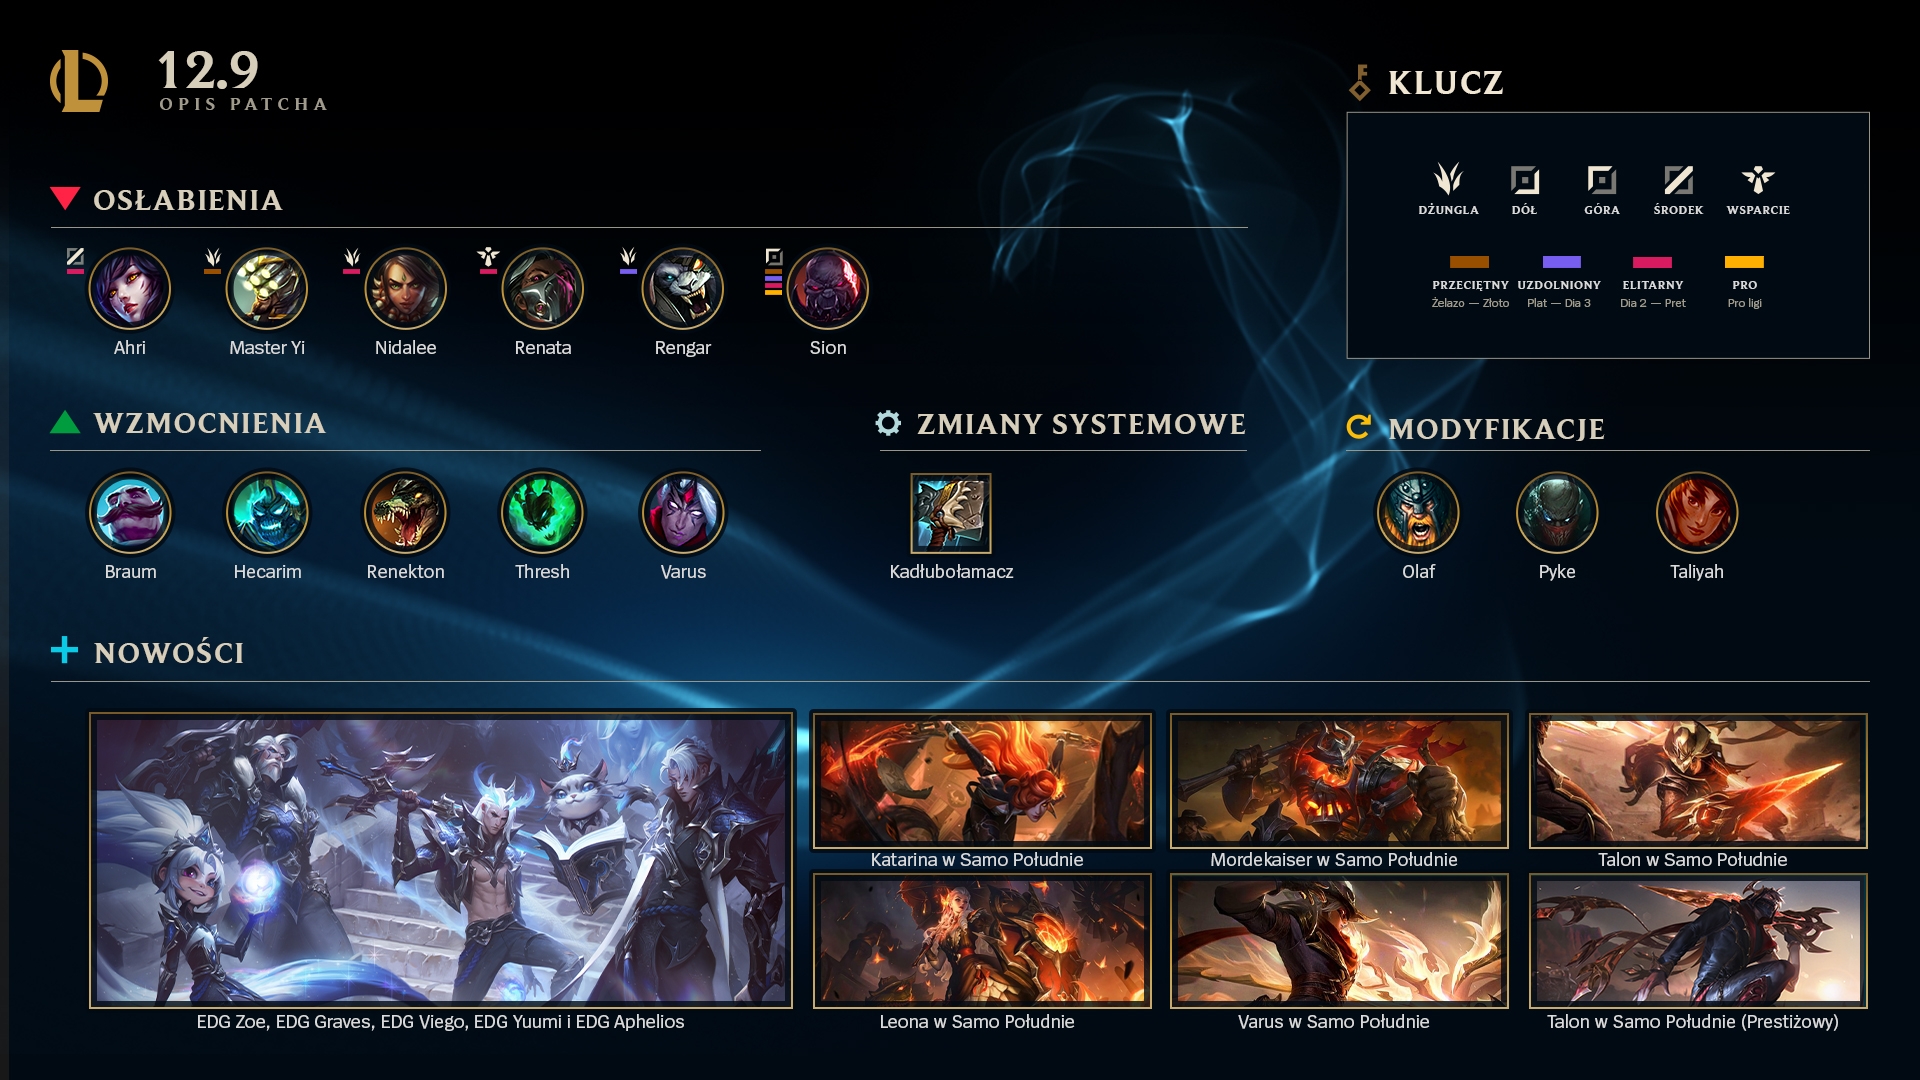 12.9
OPIS PATCHA
KLUCZ
DŻUNGLA
DÓŁ
GÓRA
ŚRODEK
WSPARCIE
PRZECIĘTNY
Żelazo — Złoto
UZDOLNIONY
Plat — Dia 3
ELITARNY
Dia 2 — Pret
PRO
Pro ligi
OSŁABIENIA
Ahri
Master Yi
Nidalee
Renata
Rengar
Sion
WZMOCNIENIA
Braum
Hecarim
Renekton
Thresh
Varus
ZMIANY SYSTEMOWE
Kadłubołamacz
MODYFIKACJE
Olaf
Pyke
Taliyah
NOWOŚCI
EDG Zoe, EDG Graves, EDG Viego, EDG Yuumi i EDG Aphelios
Katarina w Samo Południe
Mordekaiser w Samo Południe
Talon w Samo Południe
Leona w Samo Południe
Varus w Samo Południe
Talon w Samo Południe (Prestiżowy)